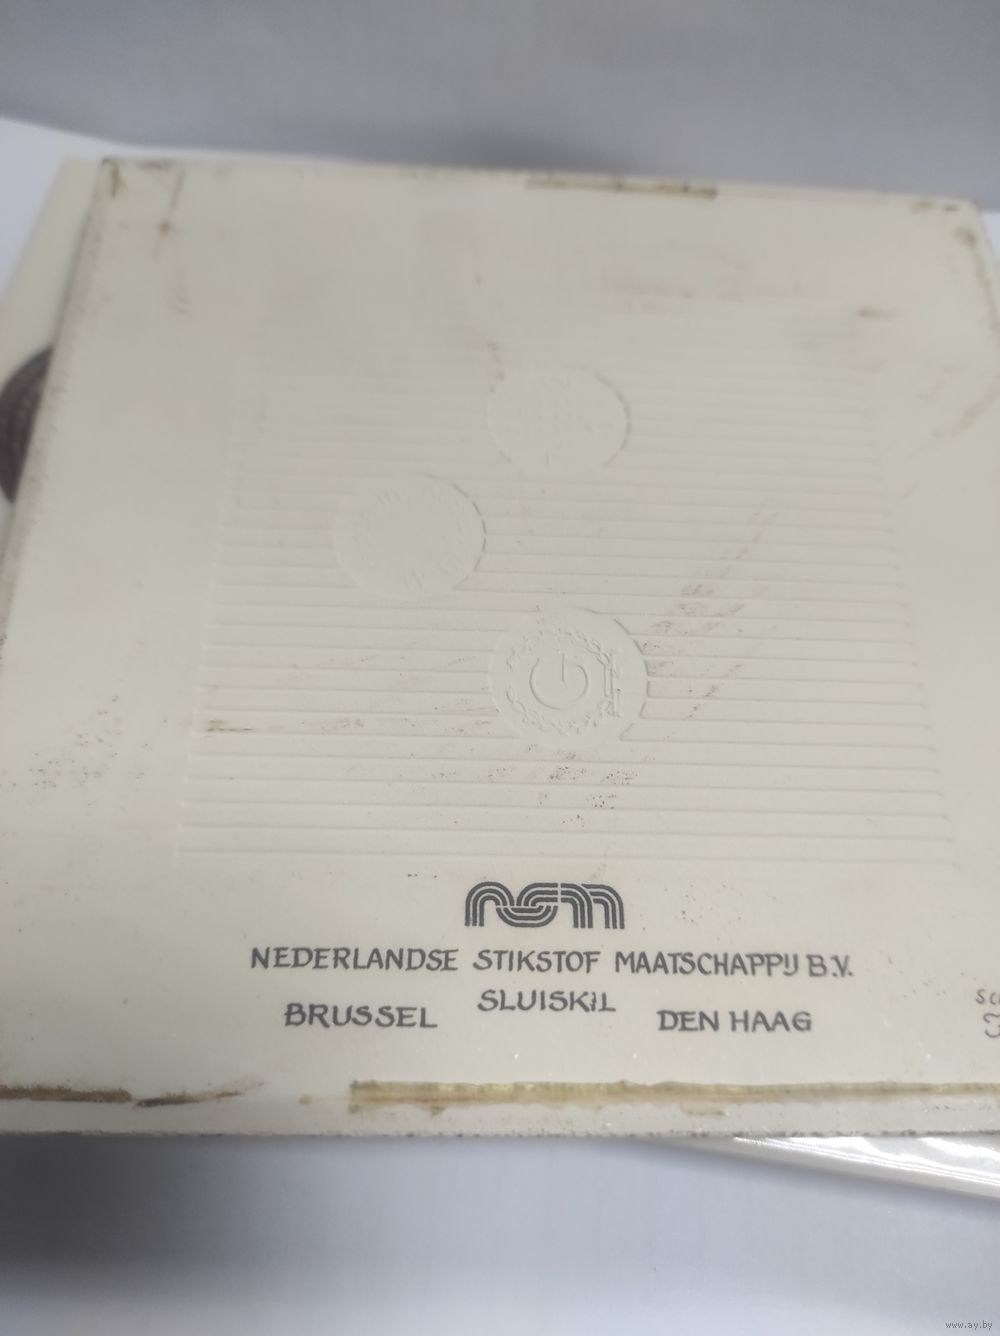 nsm
NEDERLANDSE STIKSTOF MAATSCHAPPIJ B.V.
BRUSSEL SLUISKIL DEN HAAG
www.ay.by